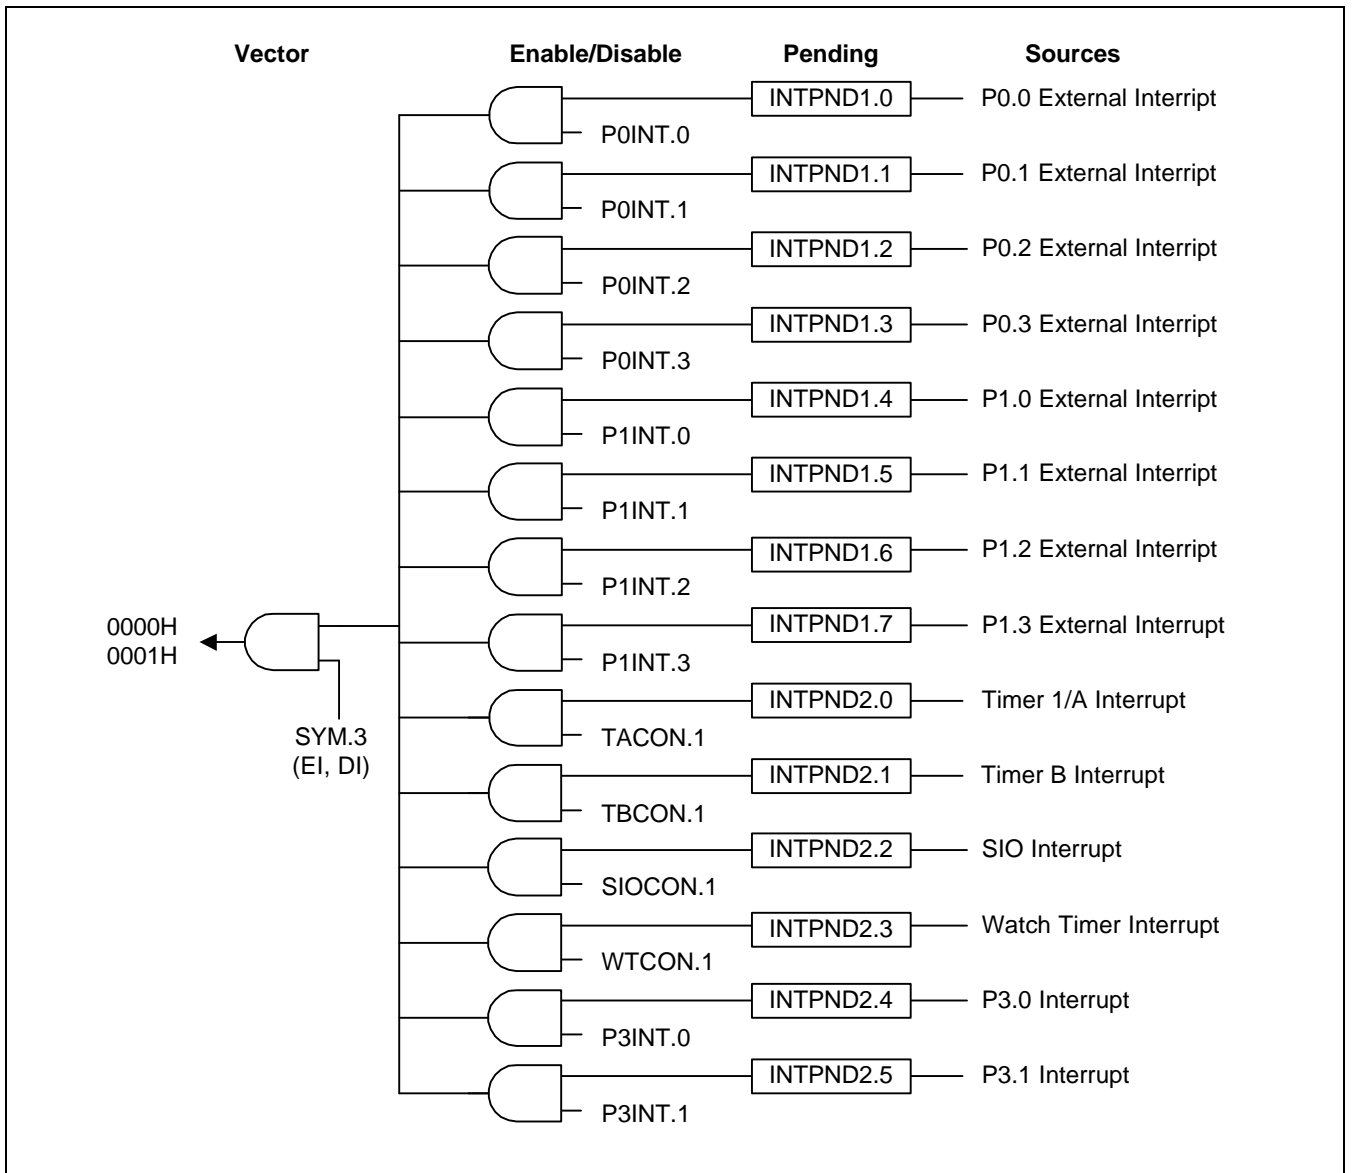 Vector Enable/Disable Pending Sources
INTPND1.0 P0.0 External Interript
P0INT.0
INTPND1.1 P0.1 External Interript
P0INT.1
INTPND1.2 P0.2 External Interript
P0INT.2
INTPND1.3 P0.3 External Interript
P0INT.3
INTPND1.4 P1.0 External Interript
P1INT.0
INTPND1.5 P1.1 External Interript
P1INT.1
INTPND1.6 P1.2 External Interript
P1INT.2
0000H
0001H
INTPND1.7 P1.3 External Interrupt
P1INT.3
SYM.3
(EI, DI)
INTPND2.0 Timer 1/A Interrupt
TACON.1
INTPND2.1 Timer B Interrupt
TBCON.1
INTPND2.2 SIO Interrupt
SIOCON.1
INTPND2.3 Watch Timer Interrupt
WTCON.1
INTPND2.4 P3.0 Interrupt
P3INT.0
INTPND2.5 P3.1 Interrupt
P3INT.1